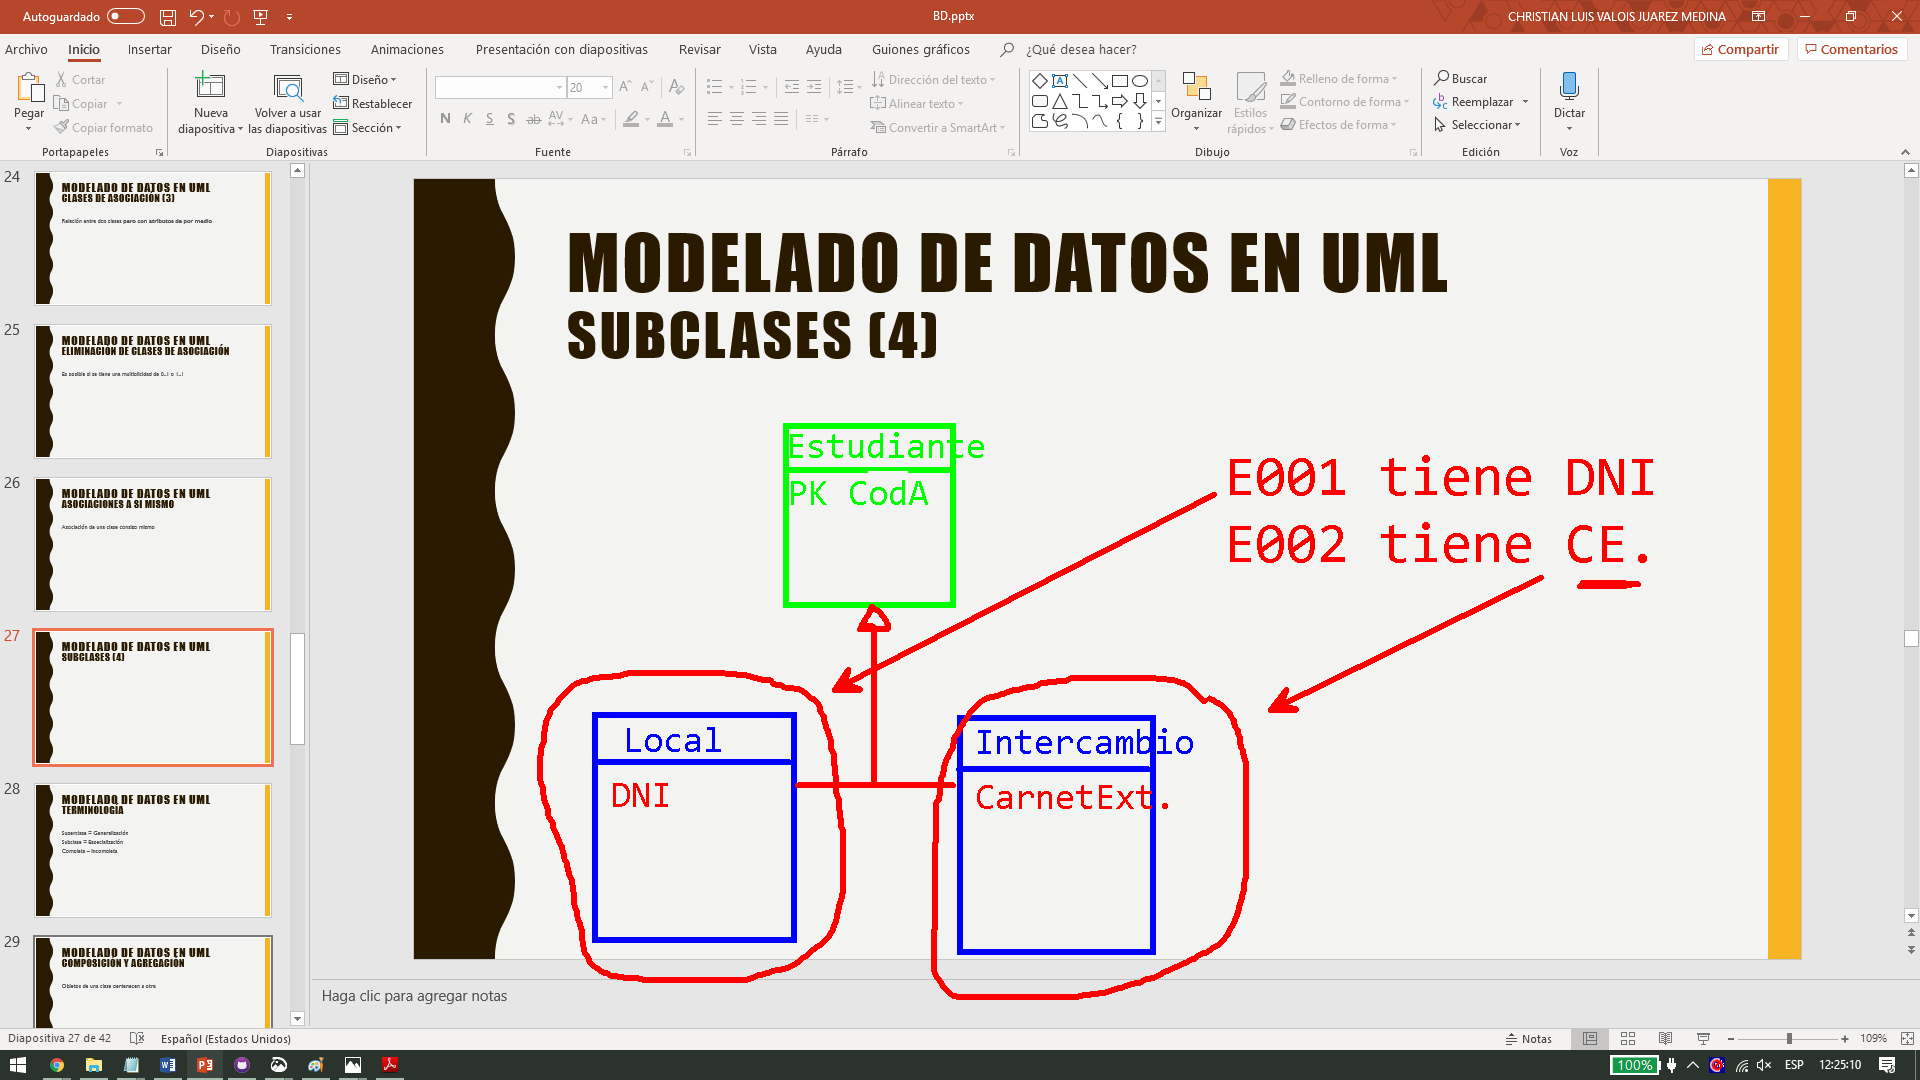 Autoguardado
BD.pptx
CHRISTIAN LUIS VALOIS JUAREZ MEDINA
Archivo Inicio Insertar Diseño Transiciones Animaciones Presentación con diapositivas Revisar Vista Ayuda Guiones gráficos ¿Qué desea hacer? Compartir Comentarios
Pegar
Cortar
Copiar
Copiar formato
Portapapeles
Nueva diapositiva
Volver a usar las diapositivas
Diseño
Restablecer
Sección
Diapositivas
20
N K S S ab AV Aa A
Fuente
Dirección del texto
Alinear texto
Convertir a SmartArt
Párrafo
Organizar
Estilos rápidos
Relleno de forma
Contorno de forma
Efectos de forma
Dibujo
Buscar
Reemplazar
Seleccionar
Edición
Dictar
Voz
24
MODELADO DE DATOS EN UML
CLASES DE ASOCIACIÓN (3)
Relación entre dos clases pero con atributos de por medio
25
MODELADO DE DATOS EN UML
ELIMINACIÓN DE CLASES DE ASOCIACIÓN
Es posible si se tiene una multiplicidad de 0..1 o 1..1
26
MODELADO DE DATOS EN UML
ASOCIACIONES A SI MISMO
Asociación de una clase consigo mismo
27
MODELADO DE DATOS EN UML
SUBCLASES (4)
28
MODELADO DE DATOS EN UML
TERMINOLOGÍA
Superclase = Generalización
Subclase = Especialización
Completa – Incompleta
29
MODELADO DE DATOS EN UML
COMPOSICIÓN Y AGREGACIÓN
Objetos de una clase pertenecen a otra
MODELADO DE DATOS EN UML
SUBCLASES (4)
Estudiante
PK CodA
E001 tiene DNI
E002 tiene CE.
Local
DNI
Intercambio
CarnetExt.
Haga clic para agregar notas
Diapositiva 27 de 42 Español (Estados Unidos) Notas 109%
100% ESP 12:25:10